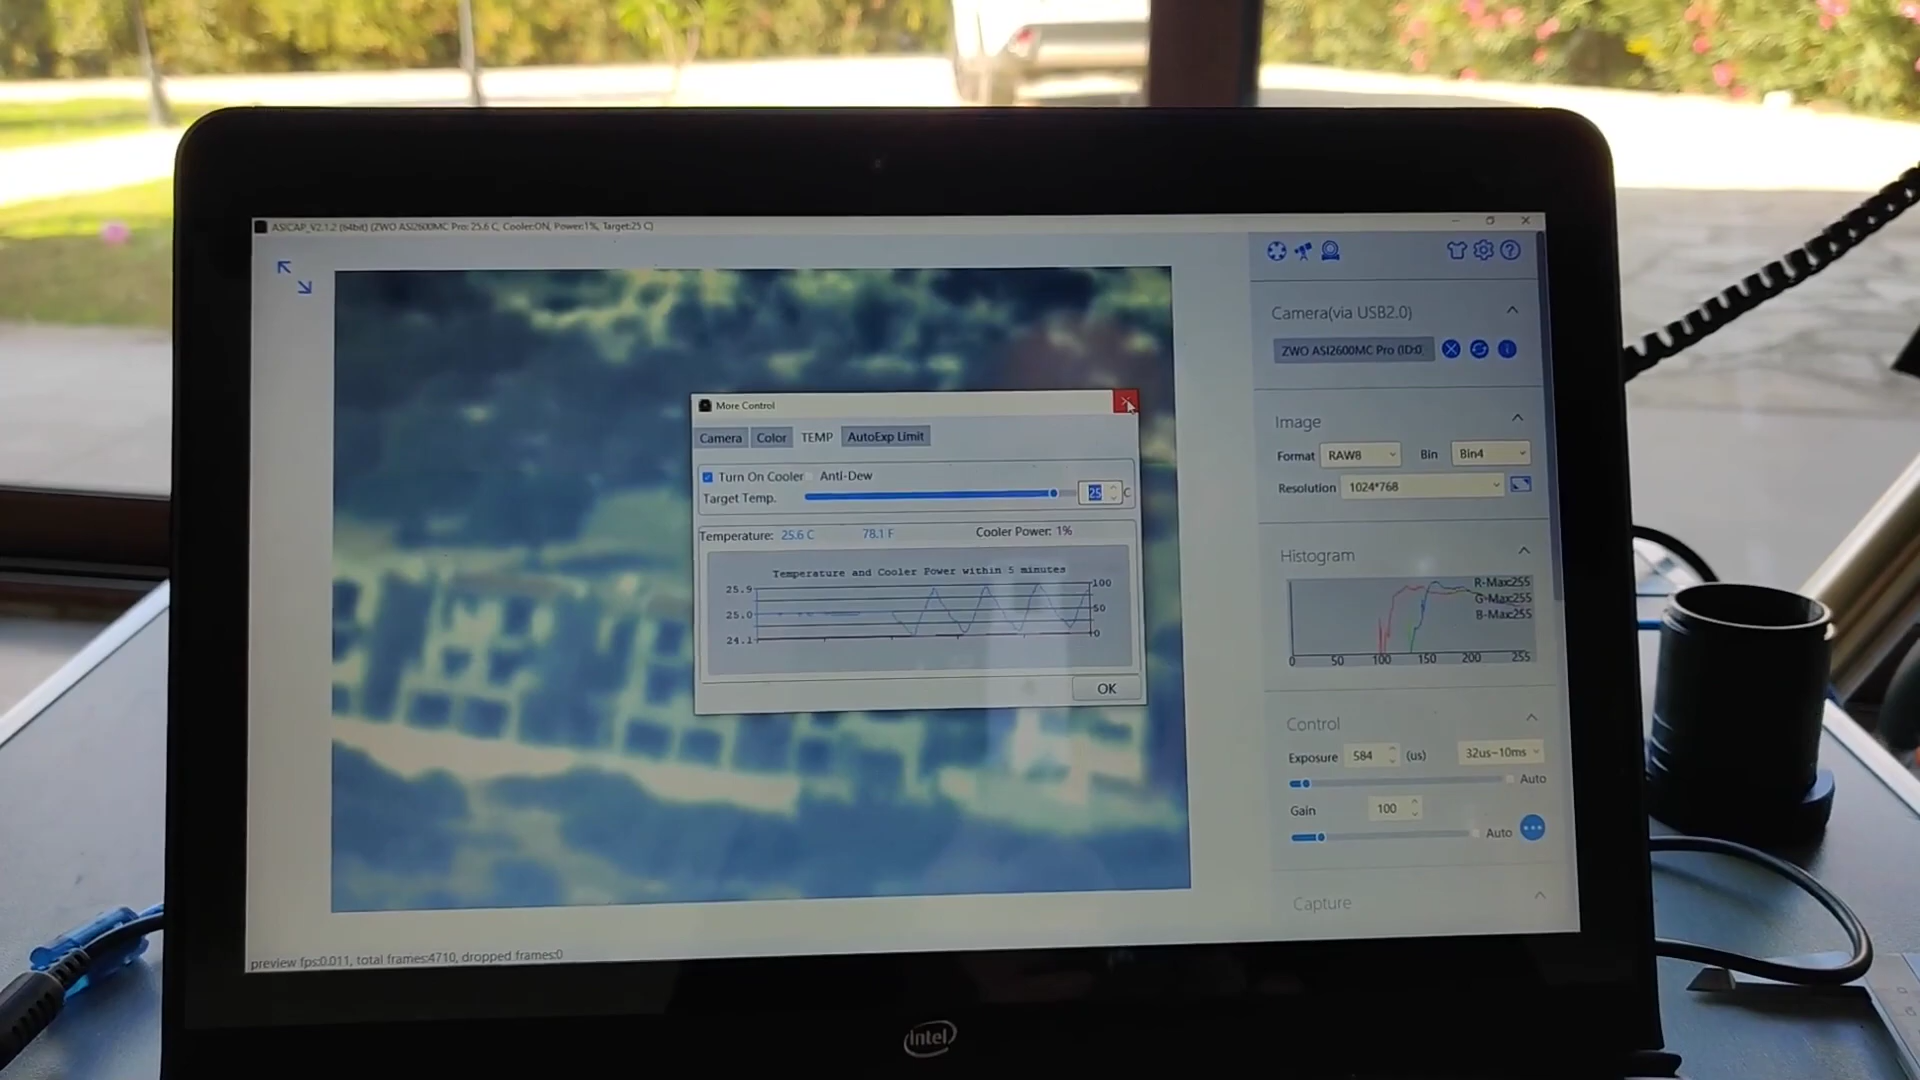 ASICAP_V2.1.2 (64bit) (ZWO ASI2600MC Pro: 25.6 C, Cooler:ON, Power:1%, Target:25 C)
Camera(via USB2.0)
ZWO ASI2600MC Pro (ID:0
Image
Format RAW8 Bin Bin4
Resolution 1024*768
Histogram
R-Max255
G-Max255
B-Max255
0 50 100 150 200 255
Control
Exposure 584 (us) 32us~10ms
Auto
Gain 100
Auto
Capture
More Control
Camera Color TEMP AutoExp Limit
Turn On Cooler Anti-Dew
Target Temp. 25 C
Temperature: 25.6 C 78.1 F Cooler Power: 1%
Temperature and Cooler Power within 5 minutes
25.9 100
25.0 50
24.1 0
OK
preview fps:0.011, total frames:4710, dropped frames:0
intel